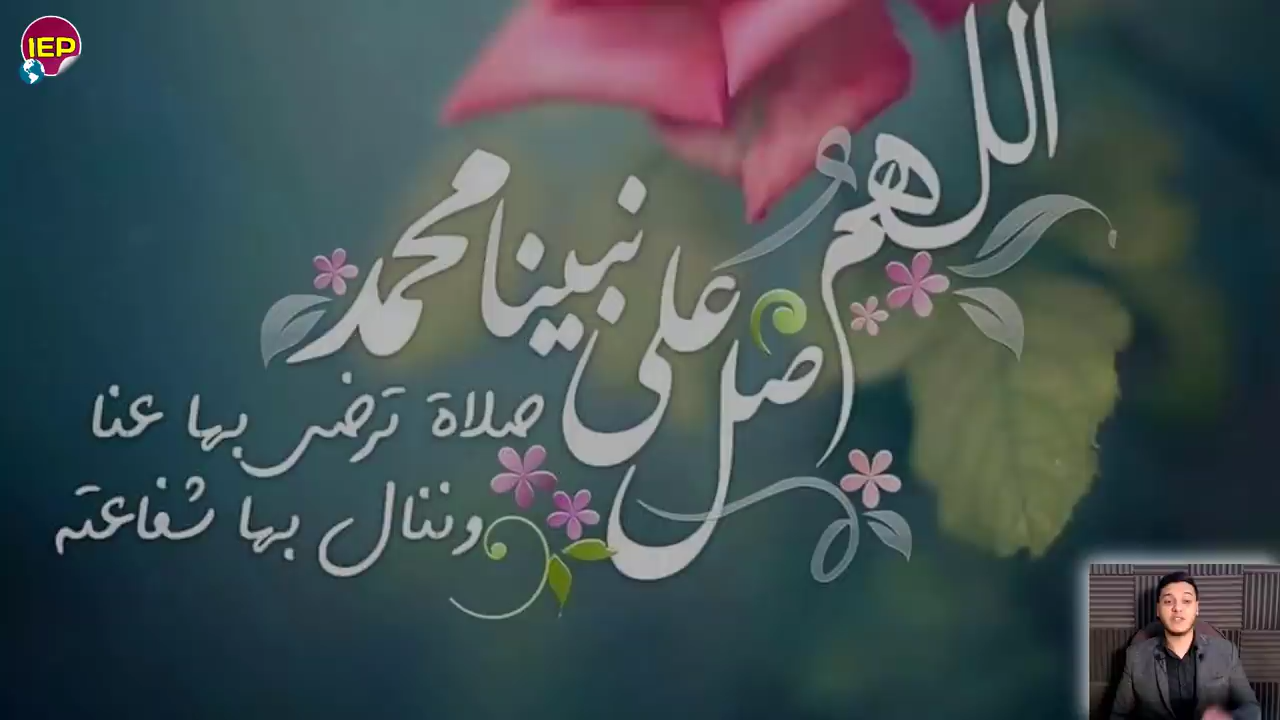 IEP
اللهم
صل على نبينا محمد
صلاة ترضى بها عنا
وننال بها شفاعته